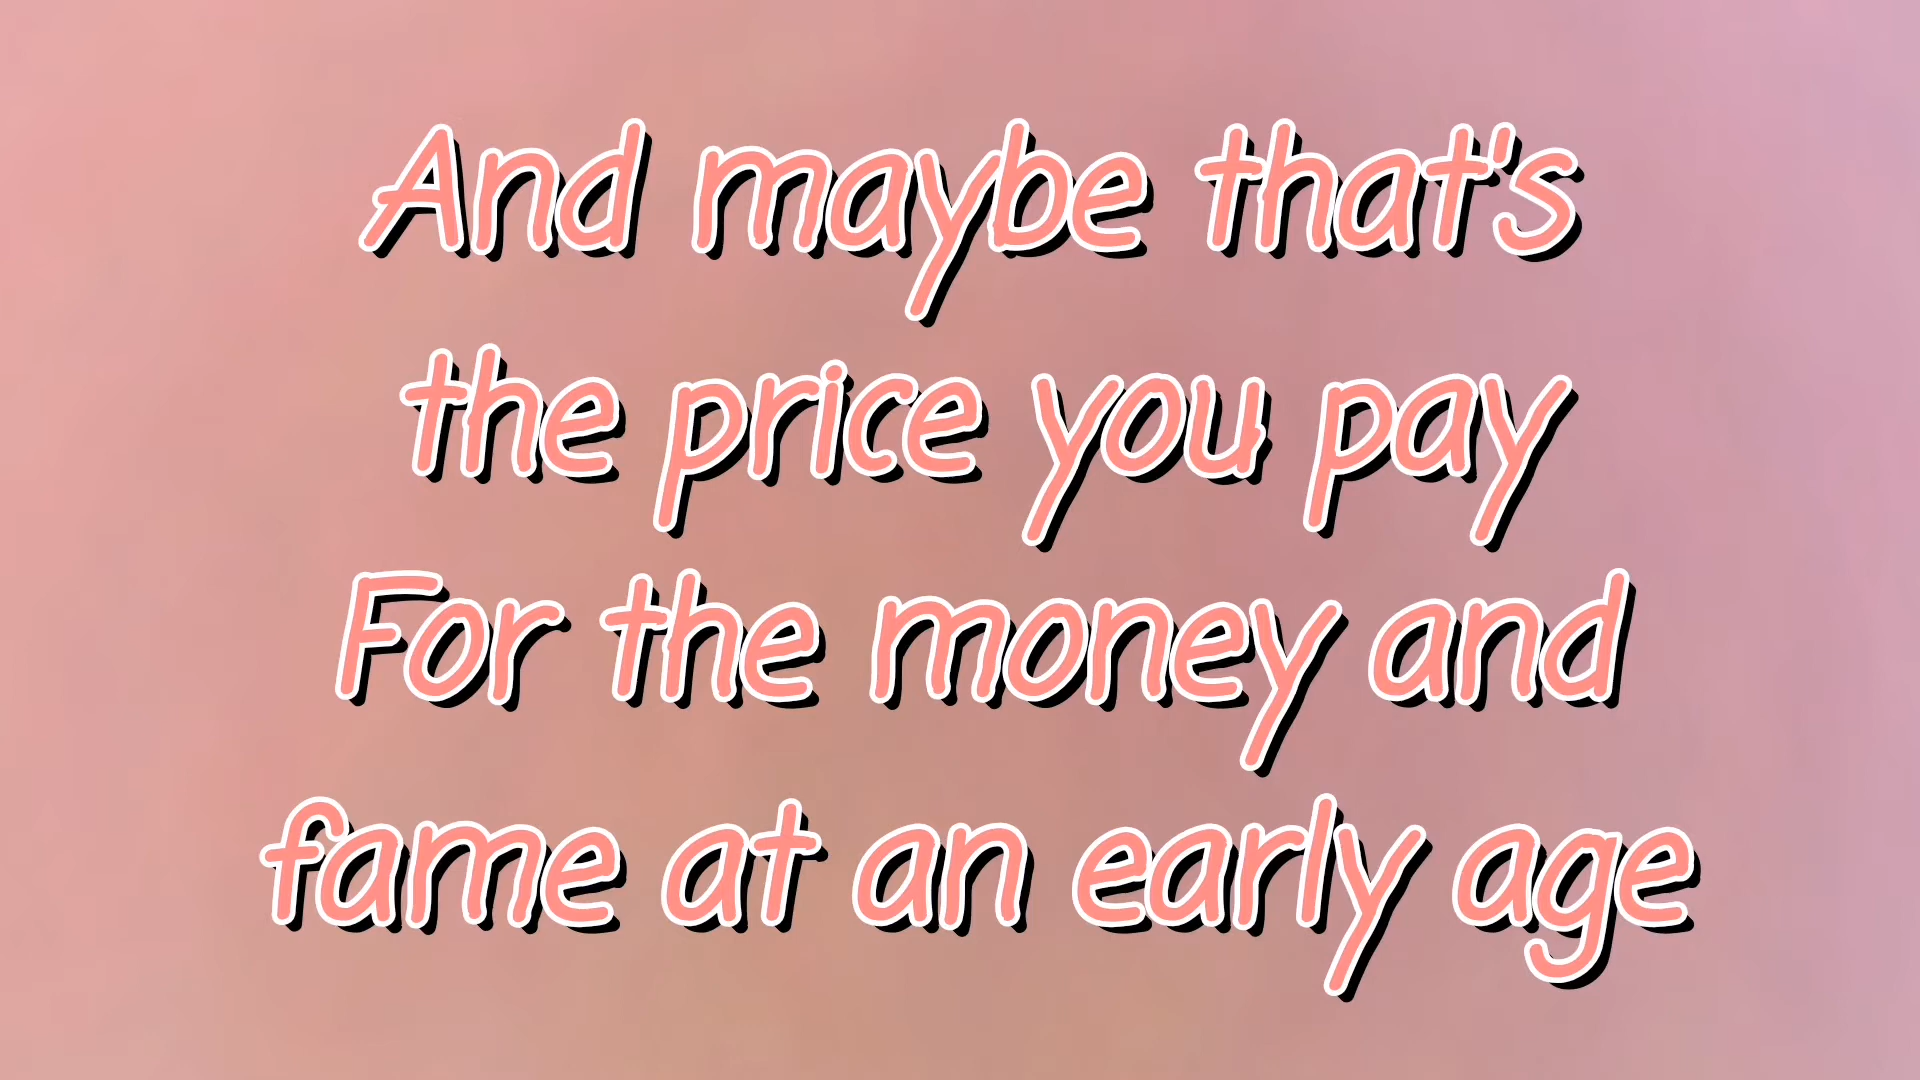 And maybe that's
the price you pay
For the money and
fame at an early age